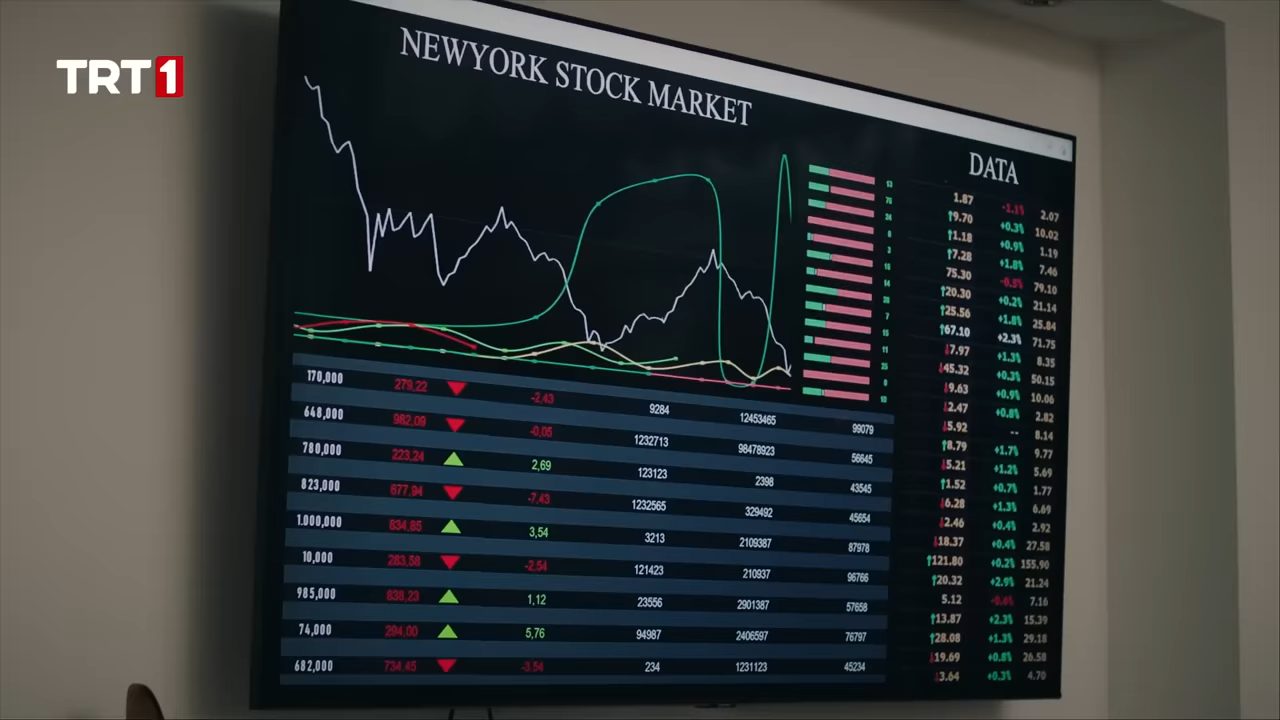 TRT1
NEWYORK STOCK MARKET
DATA
1.87 -1.1% 2.07
9.70 +0.3% 10.02
1.18 +0.9% 1.19
7.28 +1.8% 7.46
75.30 -0.5% 79.10
20.30 +0.2% 21.14
25.56 +1.8% 25.84
67.10 +2.3% 71.75
7.97 +1.3% 8.35
45.32 +0.3% 50.15
9.63 +0.9% 10.06
2.47 +0.8% 2.82
5.92 -- 8.14
8.79 +1.7% 9.77
5.21 +1.2% 5.69
1.52 +0.7% 1.77
6.28 +1.3% 6.69
2.46 +0.4% 2.92
18.37 +0.4% 27.58
121.80 +0.2% 155.90
20.32 +2.9% 21.24
5.12 7.16
13.87 +2.3% 15.39
28.08 +1.3% 29.18
19.69 +0.8% 26.58
3.64 +0.3% 4.70
170,000 279,22 -2,43 9284 12453465 99079
648,000 982,09 -0,05 1232713 98478923 56645
780,000 223,24 2,69 123123 2398 43545
823,000 677,94 -7,43 1232565 329492 45654
1.000,000 834,85 3,54 3213 2109387 87978
10,000 283,58 -2,54 121423 210937 96766
985,000 838,23 1,12 23556 2901387 57658
74,000 294,00 5,76 94987 2406597 76797
682,000 734,45 -3,54 234 1231123 45234